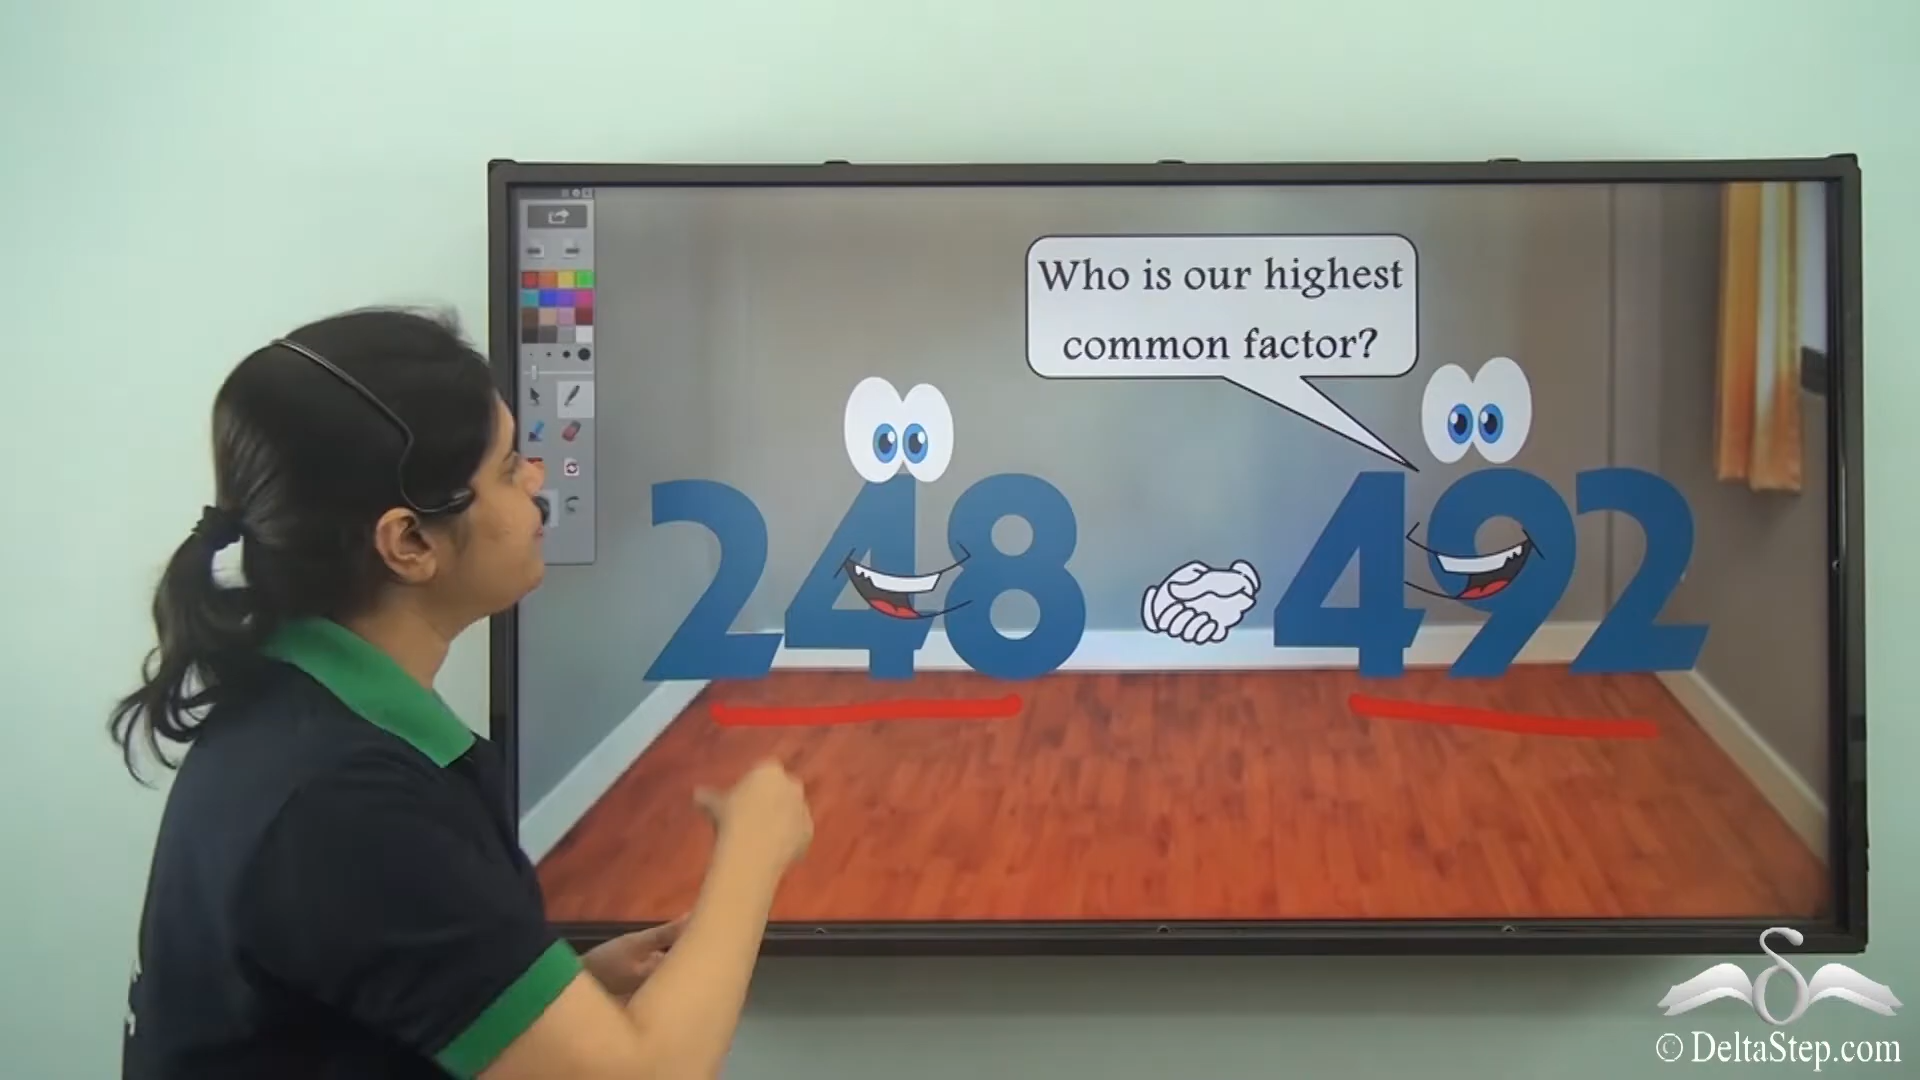 Who is our highest
common factor?
248
492
© DeltaStep.com